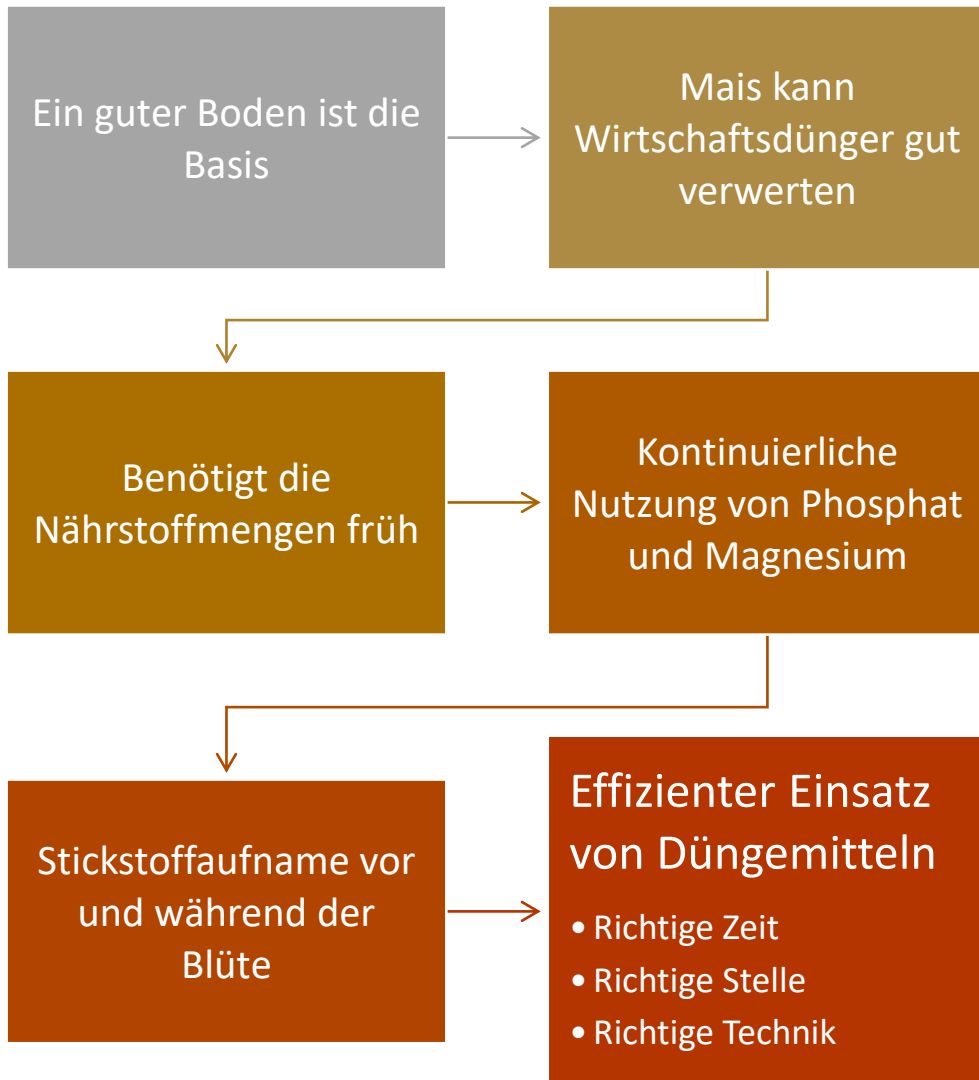 Ein guter Boden ist die
Basis
Mais kann
Wirtschaftsdünger gut
verwerten
Benötigt die
Nährstoffmengen früh
Kontinuierliche
Nutzung von Phosphat
und Magnesium
Stickstoffaufname vor
und während der
Blüte
Effizienter Einsatz
von Düngemitteln
• Richtige Zeit
• Richtige Stelle
• Richtige Technik